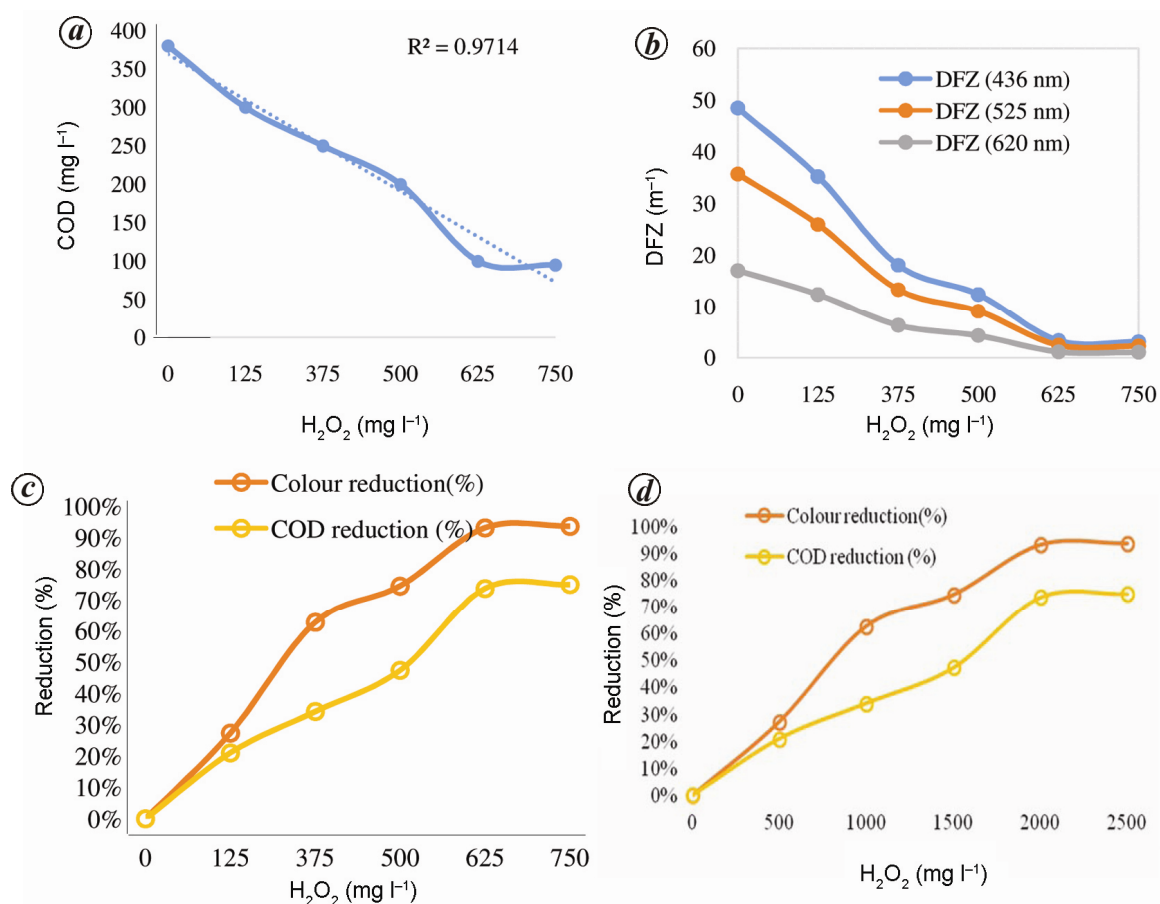 a
R² = 0.9714
400
350
300
250
200
150
100
50
0
COD (mg l⁻¹)
0 125 375 500 625 750
H₂O₂ (mg l⁻¹)
b
DFZ (436 nm)
DFZ (525 nm)
DFZ (620 nm)
60
50
40
30
20
10
0
DFZ (m⁻¹)
0 125 375 500 625 750
H₂O₂ (mg l⁻¹)
c
Colour reduction(%)
COD reduction (%)
100%
90%
80%
70%
60%
50%
40%
30%
20%
10%
0%
Reduction (%)
0 125 375 500 625 750
H₂O₂ (mg l⁻¹)
d
Colour reduction(%)
COD reduction (%)
100%
90%
80%
70%
60%
50%
40%
30%
20%
10%
0%
Reduction (%)
0 500 1000 1500 2000 2500
H₂O₂ (mg l⁻¹)